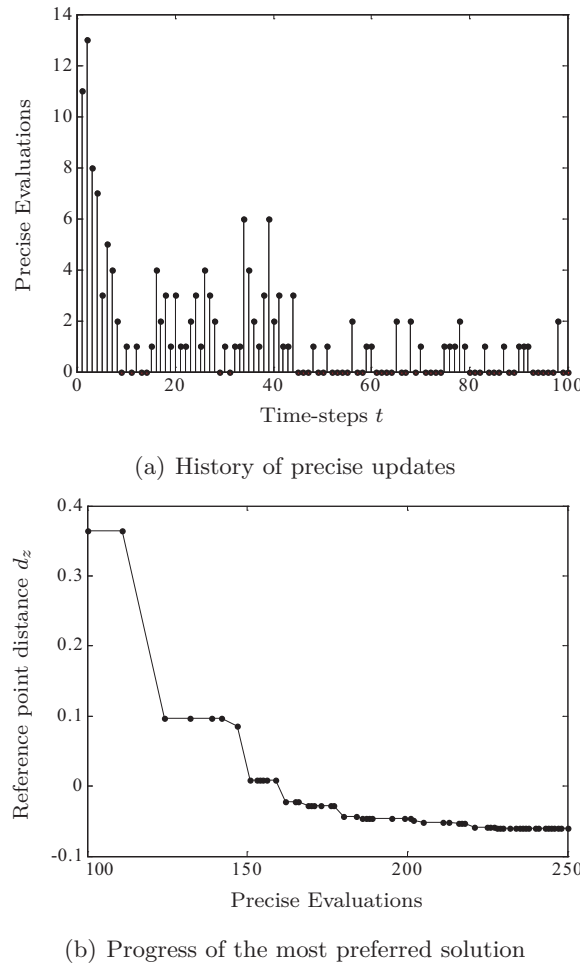 14
12
10
8
6
4
2
0
Precise Evaluations
0 20 40 60 80 100
Time-steps t
(a) History of precise updates
0.4
0.3
0.2
0.1
0
-0.1
Reference point distance d_z
100 150 200 250
Precise Evaluations
(b) Progress of the most preferred solution